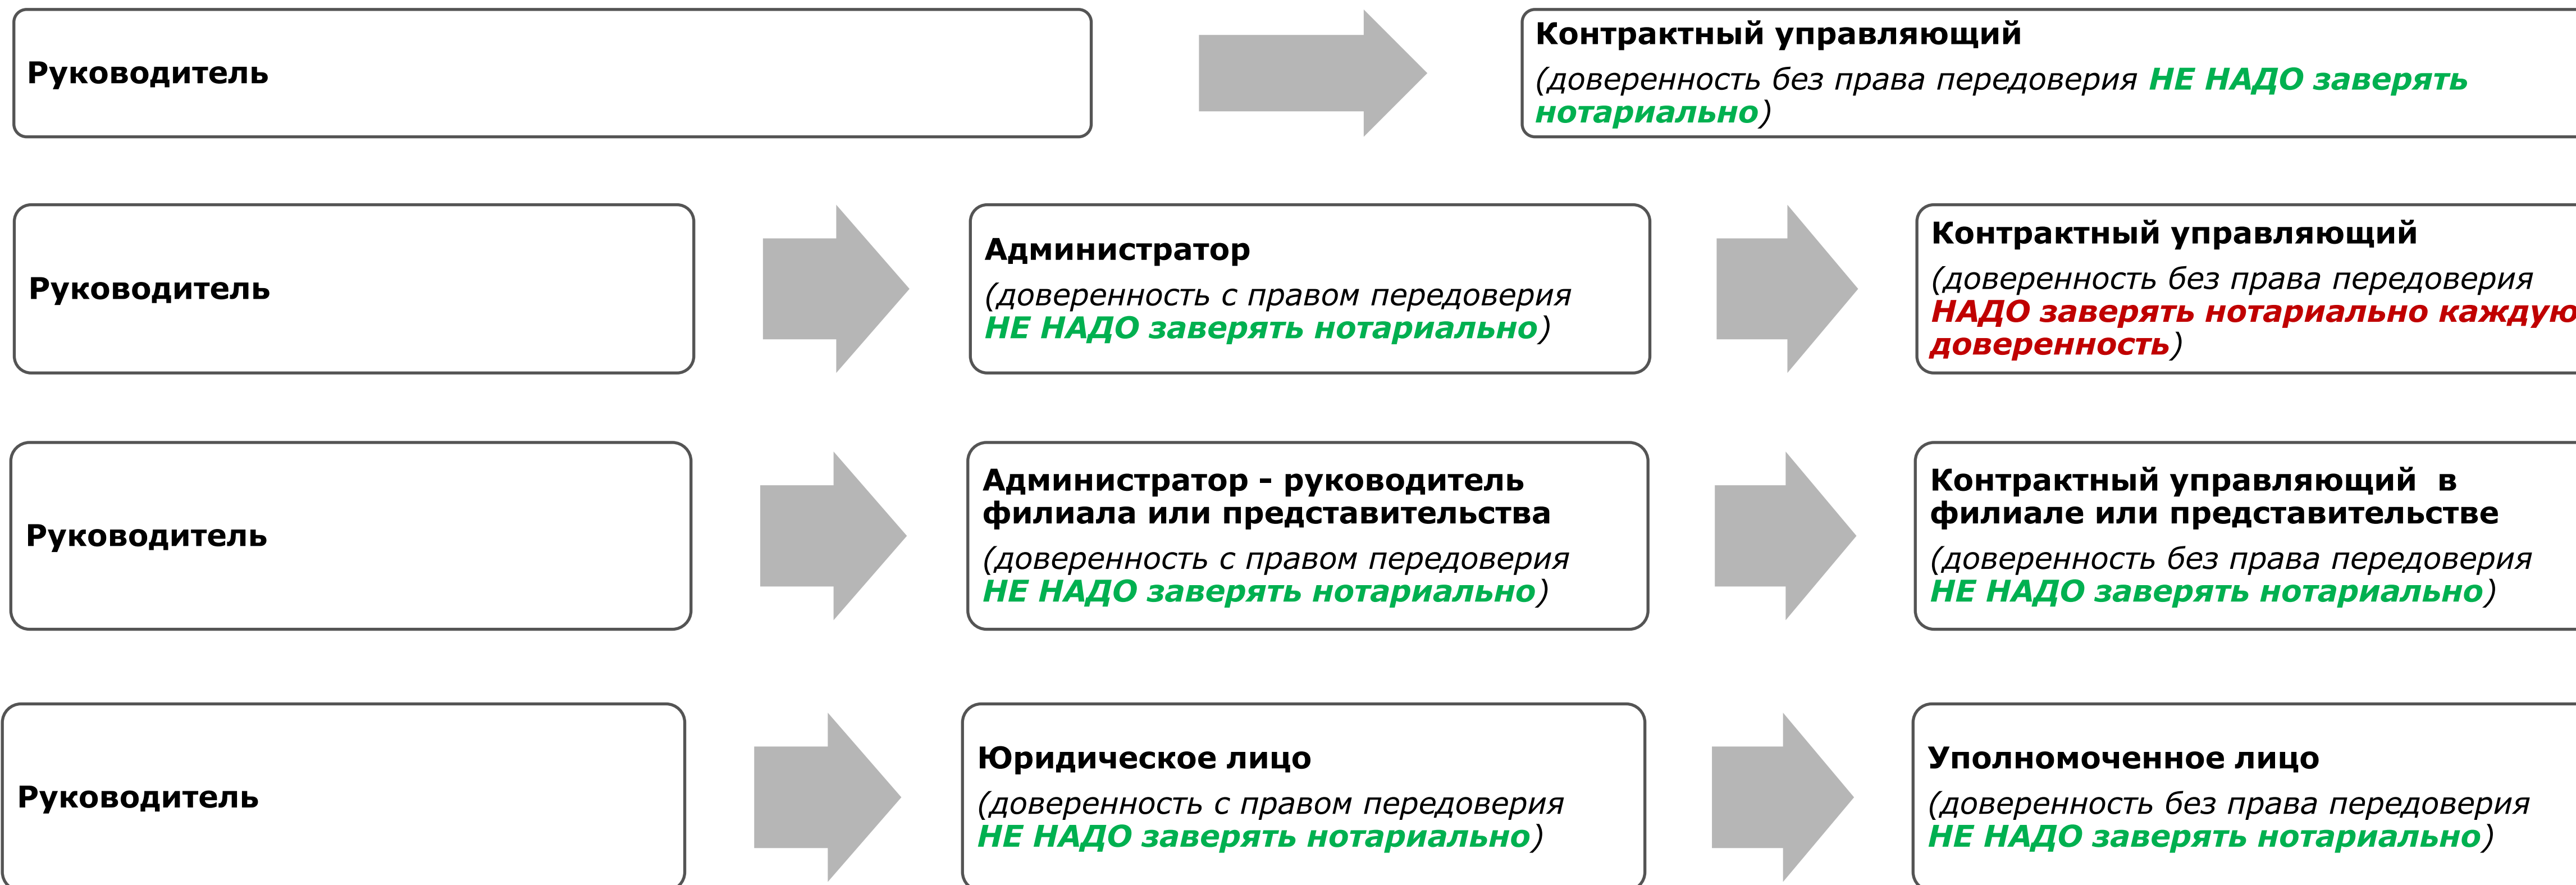 Руководитель
Контрактный управляющий
(доверенность без права передоверия НЕ НАДО заверять
нотариально)
Руководитель
Администратор
(доверенность с правом передоверия
НЕ НАДО заверять нотариально)
Контрактный управляющий
(доверенность без права передоверия
НАДО заверять нотариально каждую
доверенность)
Руководитель
Администратор - руководитель
филиала или представительства
(доверенность с правом передоверия
НЕ НАДО заверять нотариально)
Контрактный управляющий  в
филиале или представительстве
(доверенность без права передоверия
НЕ НАДО заверять нотариально)
Руководитель
Юридическое лицо
(доверенность с правом передоверия
НЕ НАДО заверять нотариально)
Уполномоченное лицо
(доверенность без права передоверия
НЕ НАДО заверять нотариально)